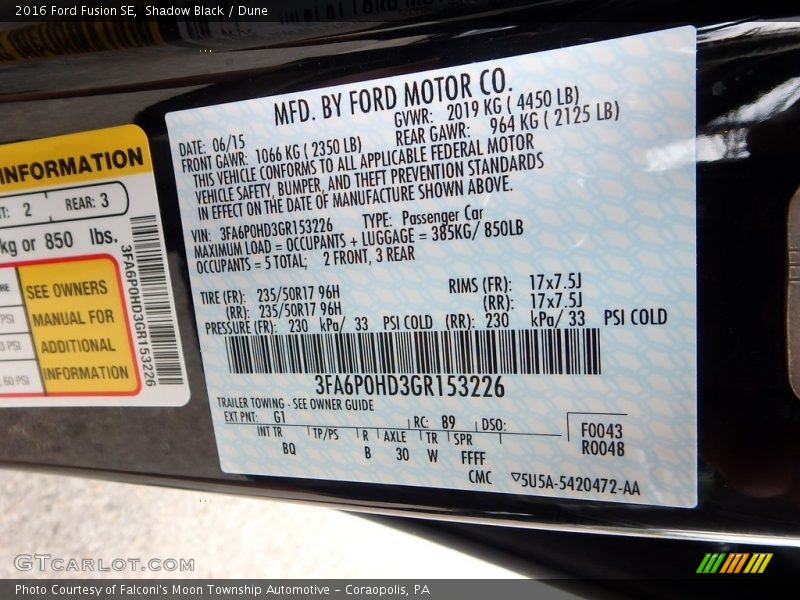 2016 Ford Fusion SE, Shadow Black / Dune
INFORMATION
T: 2 REAR: 3
kg or 850 lbs.
SEE OWNERS
MANUAL FOR
ADDITIONAL
INFORMATION
PSI
PSI
60 PSI
3FA6P0HD3GR153226
MFD. BY FORD MOTOR CO.
DATE: 06/15 GVWR: 2019 KG ( 4450 LB)
FRONT GAWR: 1066 KG ( 2350 LB) REAR GAWR: 964 KG ( 2125 LB)
THIS VEHICLE CONFORMS TO ALL APPLICABLE FEDERAL MOTOR
VEHICLE SAFETY, BUMPER, AND THEFT PREVENTION STANDARDS
IN EFFECT ON THE DATE OF MANUFACTURE SHOWN ABOVE.
VIN: 3FA6P0HD3GR153226 TYPE: Passenger Car
MAXIMUM LOAD = OCCUPANTS + LUGGAGE = 385KG/ 850LB
OCCUPANTS = 5 TOTAL; 2 FRONT, 3 REAR
TIRE (FR): 235/50R17 96H RIMS (FR): 17x7.5J
(RR): 235/50R17 96H (RR): 17x7.5J
PRESSURE (FR): 230 kPa/ 33 PSI COLD (RR): 230 kPa/ 33 PSI COLD
3FA6P0HD3GR153226
TRAILER TOWING - SEE OWNER GUIDE
EXT PNT: G1 RC: 89 DSO:
INT TR TP/PS R AXLE TR SPR
BQ B 30 W FFFF
F0043
R0048
CMC ▽5U5A-5420472-AA
GTCARLOT.COM
Photo Courtesy of Falconi's Moon Township Automotive - Coraopolis, PA